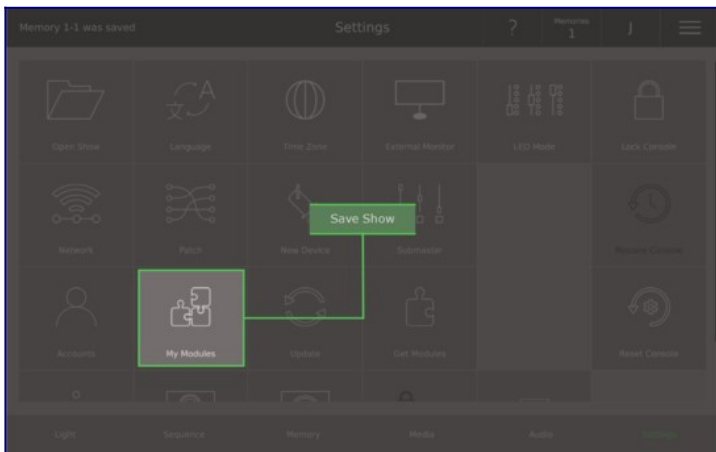 Memory 1-1 was saved
Settings
?
Memories
1
J
Open Show
Language
Time Zone
External Monitor
LED Mode
Lock Console
Save Show
Network
Patch
New Device
Submaster
Restore Console
Accounts
My Modules
Update
Get Modules
Reset Console
Light
Sequence
Memory
Media
Audio
Settings